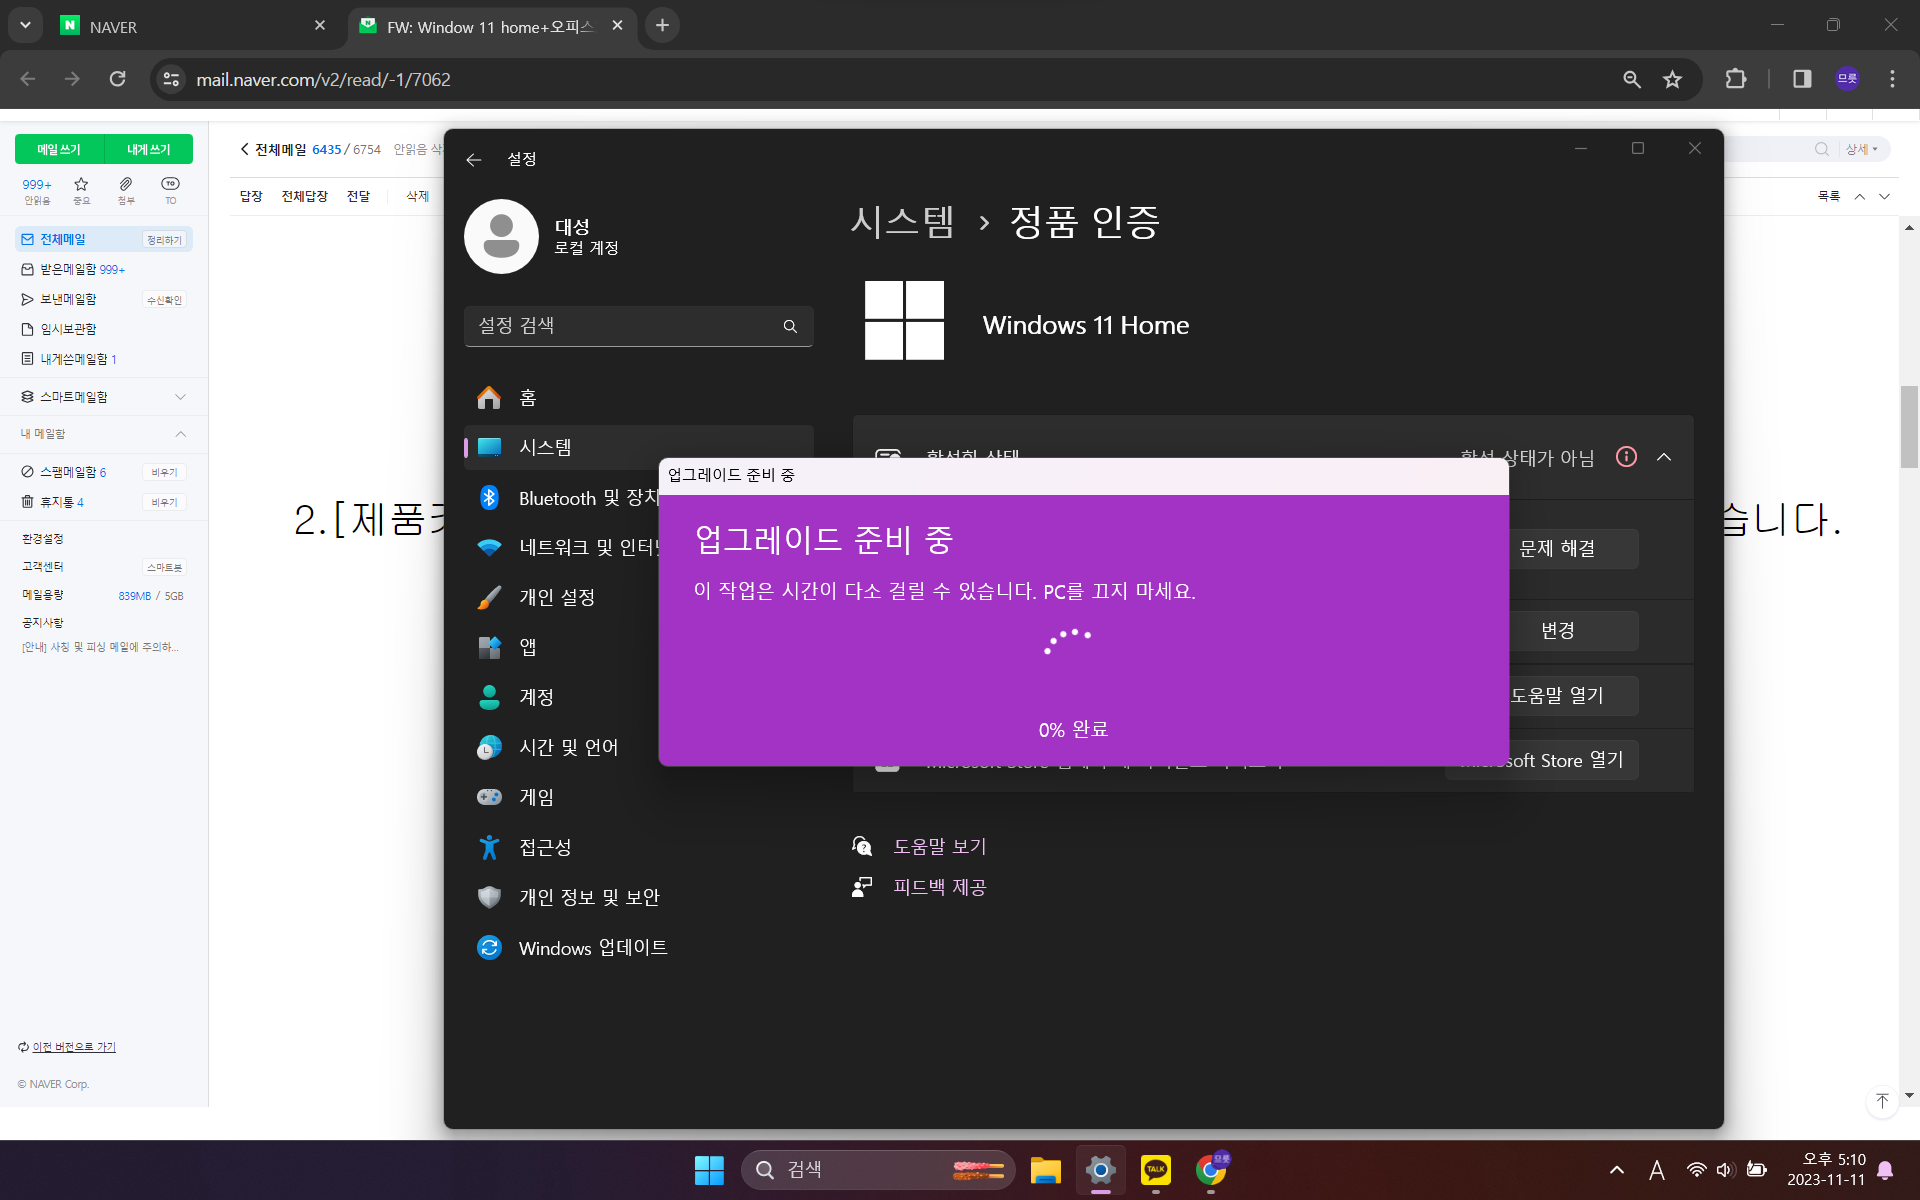 NAVER
FW: Window 11 home+오피스
mail.naver.com/v2/read/-1/7062
므룻
메일쓰기
내게쓰기
999+
안읽음
중요
첨부
TO
TO
전체메일
정리하기
받은메일함 999+
보낸메일함
수신확인
임시보관함
내게쓴메일함 1
스마트메일함
내 메일함
스팸메일함 6
비우기
휴지통 4
비우기
환경설정
고객센터
스마트봇
메일용량
839MB / 5GB
공지사항
[안내] 사칭 및 피싱 메일에 주의하...
이전 버전으로 가기
© NAVER Corp.
전체메일 6435 / 6754 안읽음
답장 전체답장 전달 삭제
상세
목록
2.[제품
습니다.
설정
대성
로컬 계정
설정 검색
홈
시스템
Bluetooth 및 장치
네트워크 및 인터넷
개인 설정
앱
계정
시간 및 언어
게임
접근성
개인 정보 및 보안
Windows 업데이트
시스템 › 정품 인증
Windows 11 Home
상태가 아님
업그레이드 준비 중
업그레이드 준비 중
이 작업은 시간이 다소 걸릴 수 있습니다. PC를 끄지 마세요.
0% 완료
문제 해결
변경
도움말 열기
Store 열기
도움말 보기
피드백 제공
검색
TALK
므룻
A
오후 5:10
2023-11-11